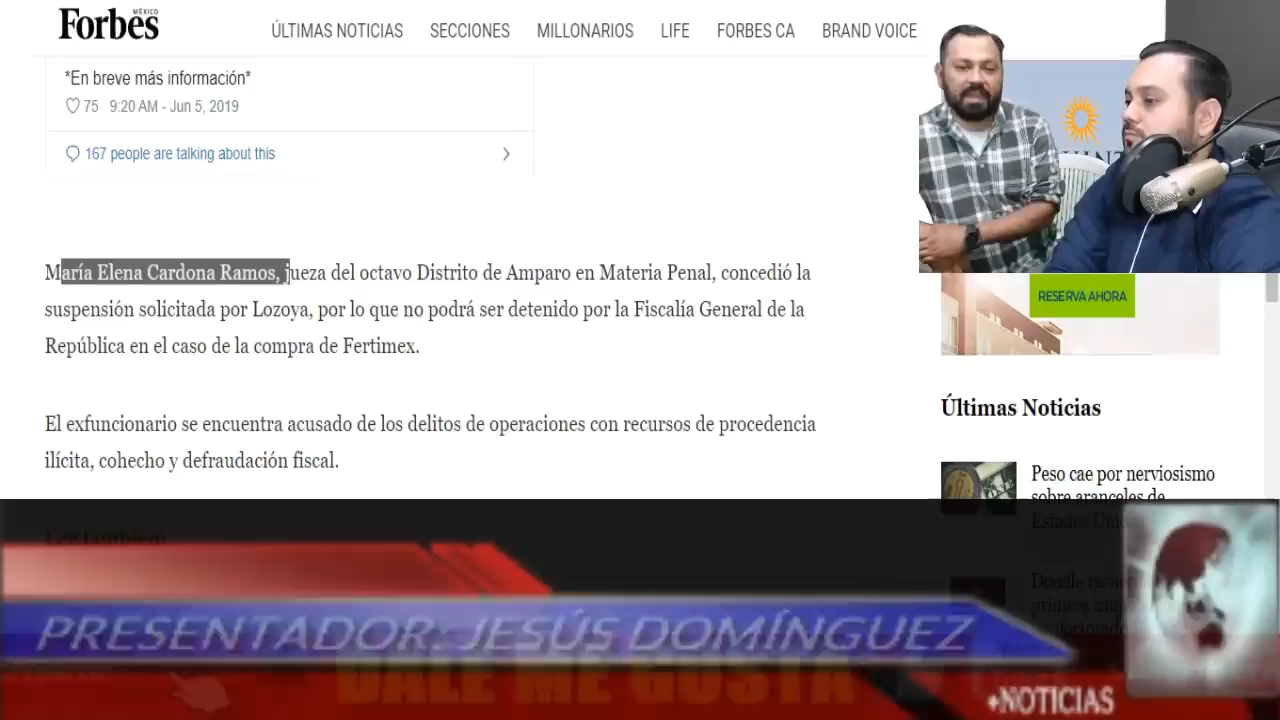 Forbes
MÉXICO
ÚLTIMAS NOTICIAS SECCIONES MILLONARIOS LIFE FORBES CA BRAND VOICE
*En breve más información*
75 9:20 AM - Jun 5, 2019
167 people are talking about this
María Elena Cardona Ramos, jueza del octavo Distrito de Amparo en Materia Penal, concedió la
suspensión solicitada por Lozoya, por lo que no podrá ser detenido por la Fiscalía General de la
República en el caso de la compra de Fertimex.
El exfuncionario se encuentra acusado de los delitos de operaciones con recursos de procedencia
ilícita, cohecho y defraudación fiscal.
RESERVA AHORA
Últimas Noticias
Peso cae por nerviosismo
sobre aranceles de
PRESENTADOR: JESÚS DOMÍNGUEZ
DALE ME GUSTA
+NOTICIAS